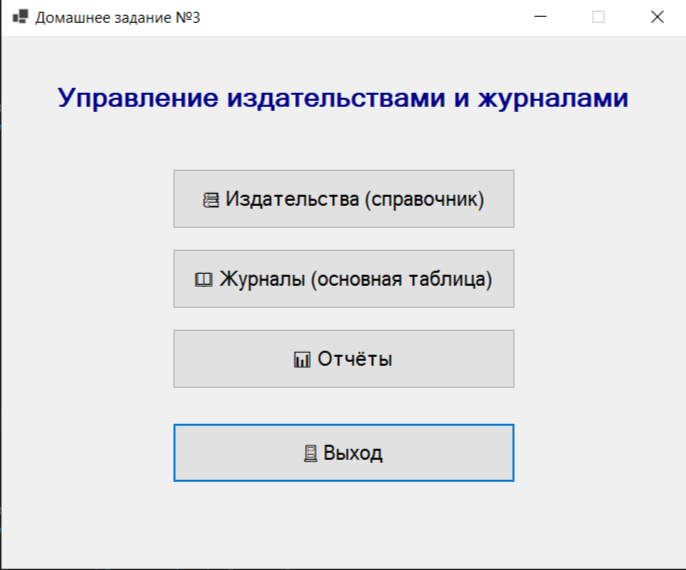 Домашнее задание №3
Управление издательствами и журналами
📚 Издательства (справочник)
📖 Журналы (основная таблица)
📊 Отчёты
🚪 Выход